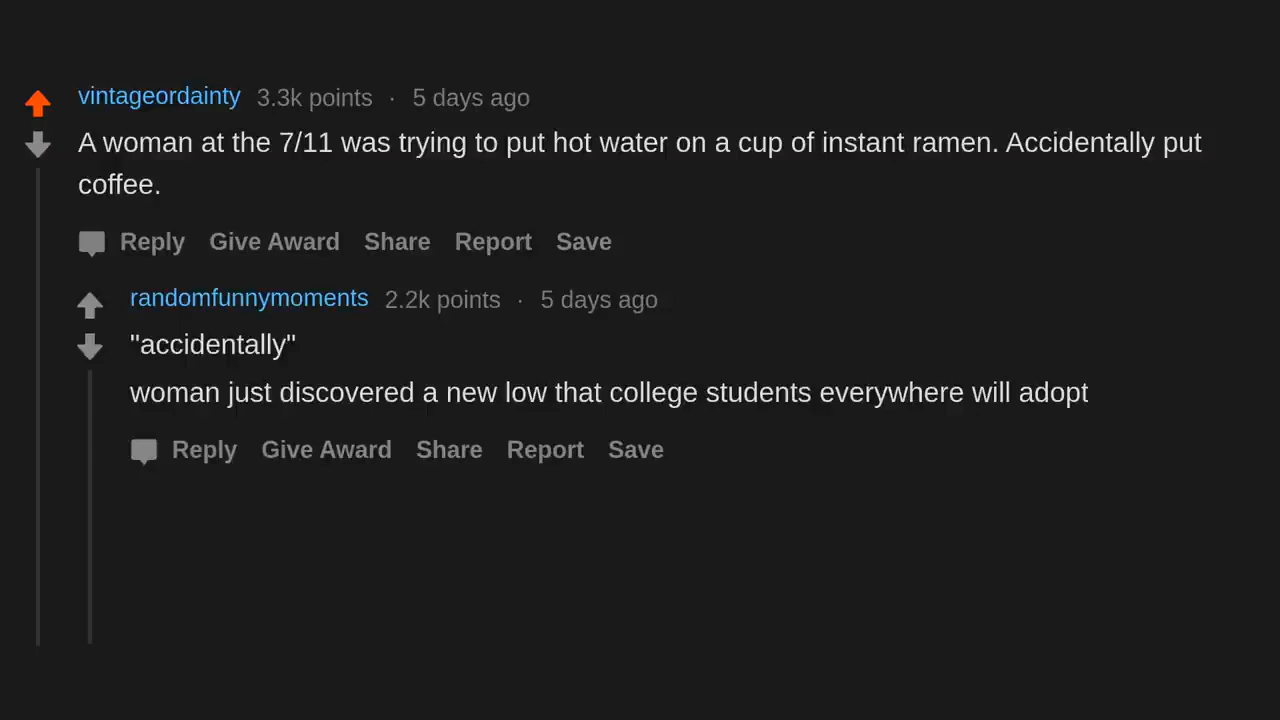 vintageordainty 3.3k points · 5 days ago
A woman at the 7/11 was trying to put hot water on a cup of instant ramen. Accidentally put
coffee.
Reply Give Award Share Report Save
randomfunnymoments 2.2k points · 5 days ago
"accidentally"
woman just discovered a new low that college students everywhere will adopt
Reply Give Award Share Report Save